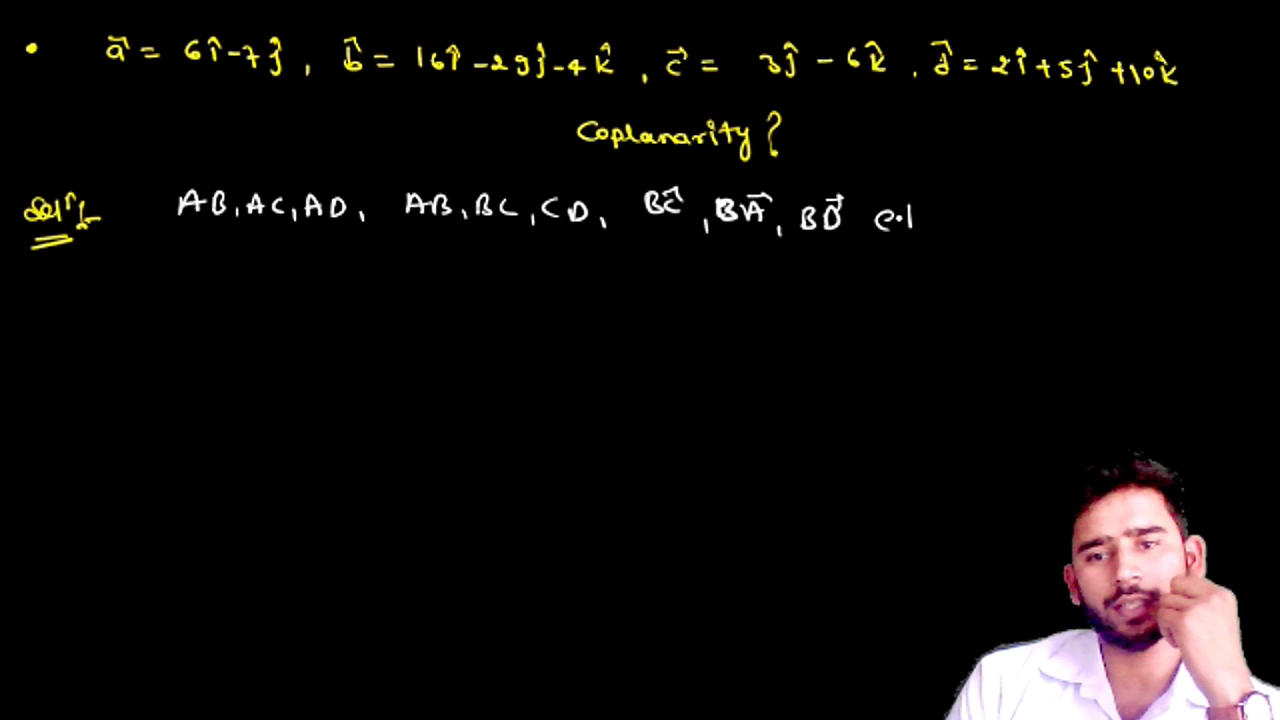 • a⃗ = 6î - 7ĵ , b⃗ = 16î - 29ĵ - 4k̂ , c⃗ = 3ĵ - 6k̂ , d⃗ = 2î + 5ĵ + 10k̂
Coplanarity ?
Solⁿ:- AB, AC, AD, AB, BC, CD, BC⃗, BA⃗, BD⃗